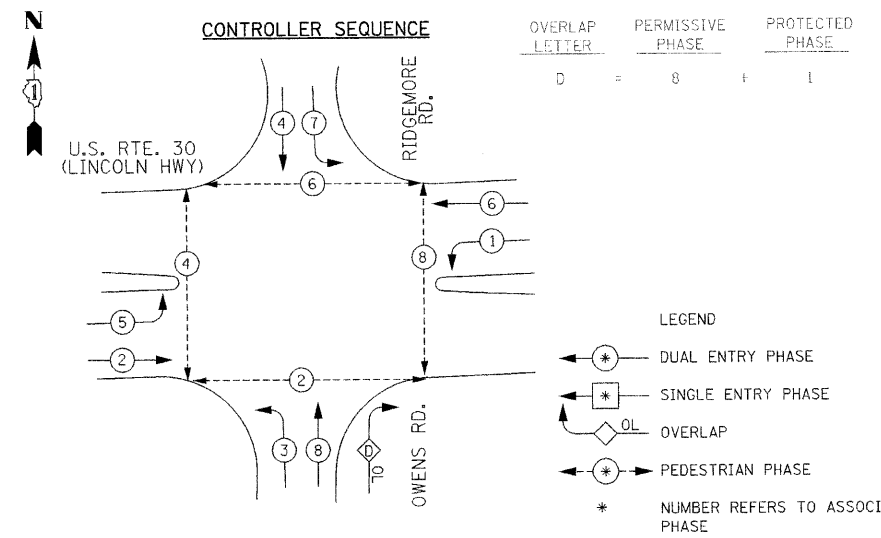 N
1
CONTROLLER SEQUENCE
OVERLAP LETTER
PERMISSIVE PHASE
PROTECTED PHASE
D = 8 + 1
U.S. RTE. 30
(LINCOLN HWY)
RIDGEMORE
RD.
4
7
6
6
1
4
8
5
2
2
3
8
D
OL
OWENS RD.
LEGEND
* DUAL ENTRY PHASE
* SINGLE ENTRY PHASE
OL OVERLAP
* PEDESTRIAN PHASE
* NUMBER REFERS TO ASSOCI
PHASE